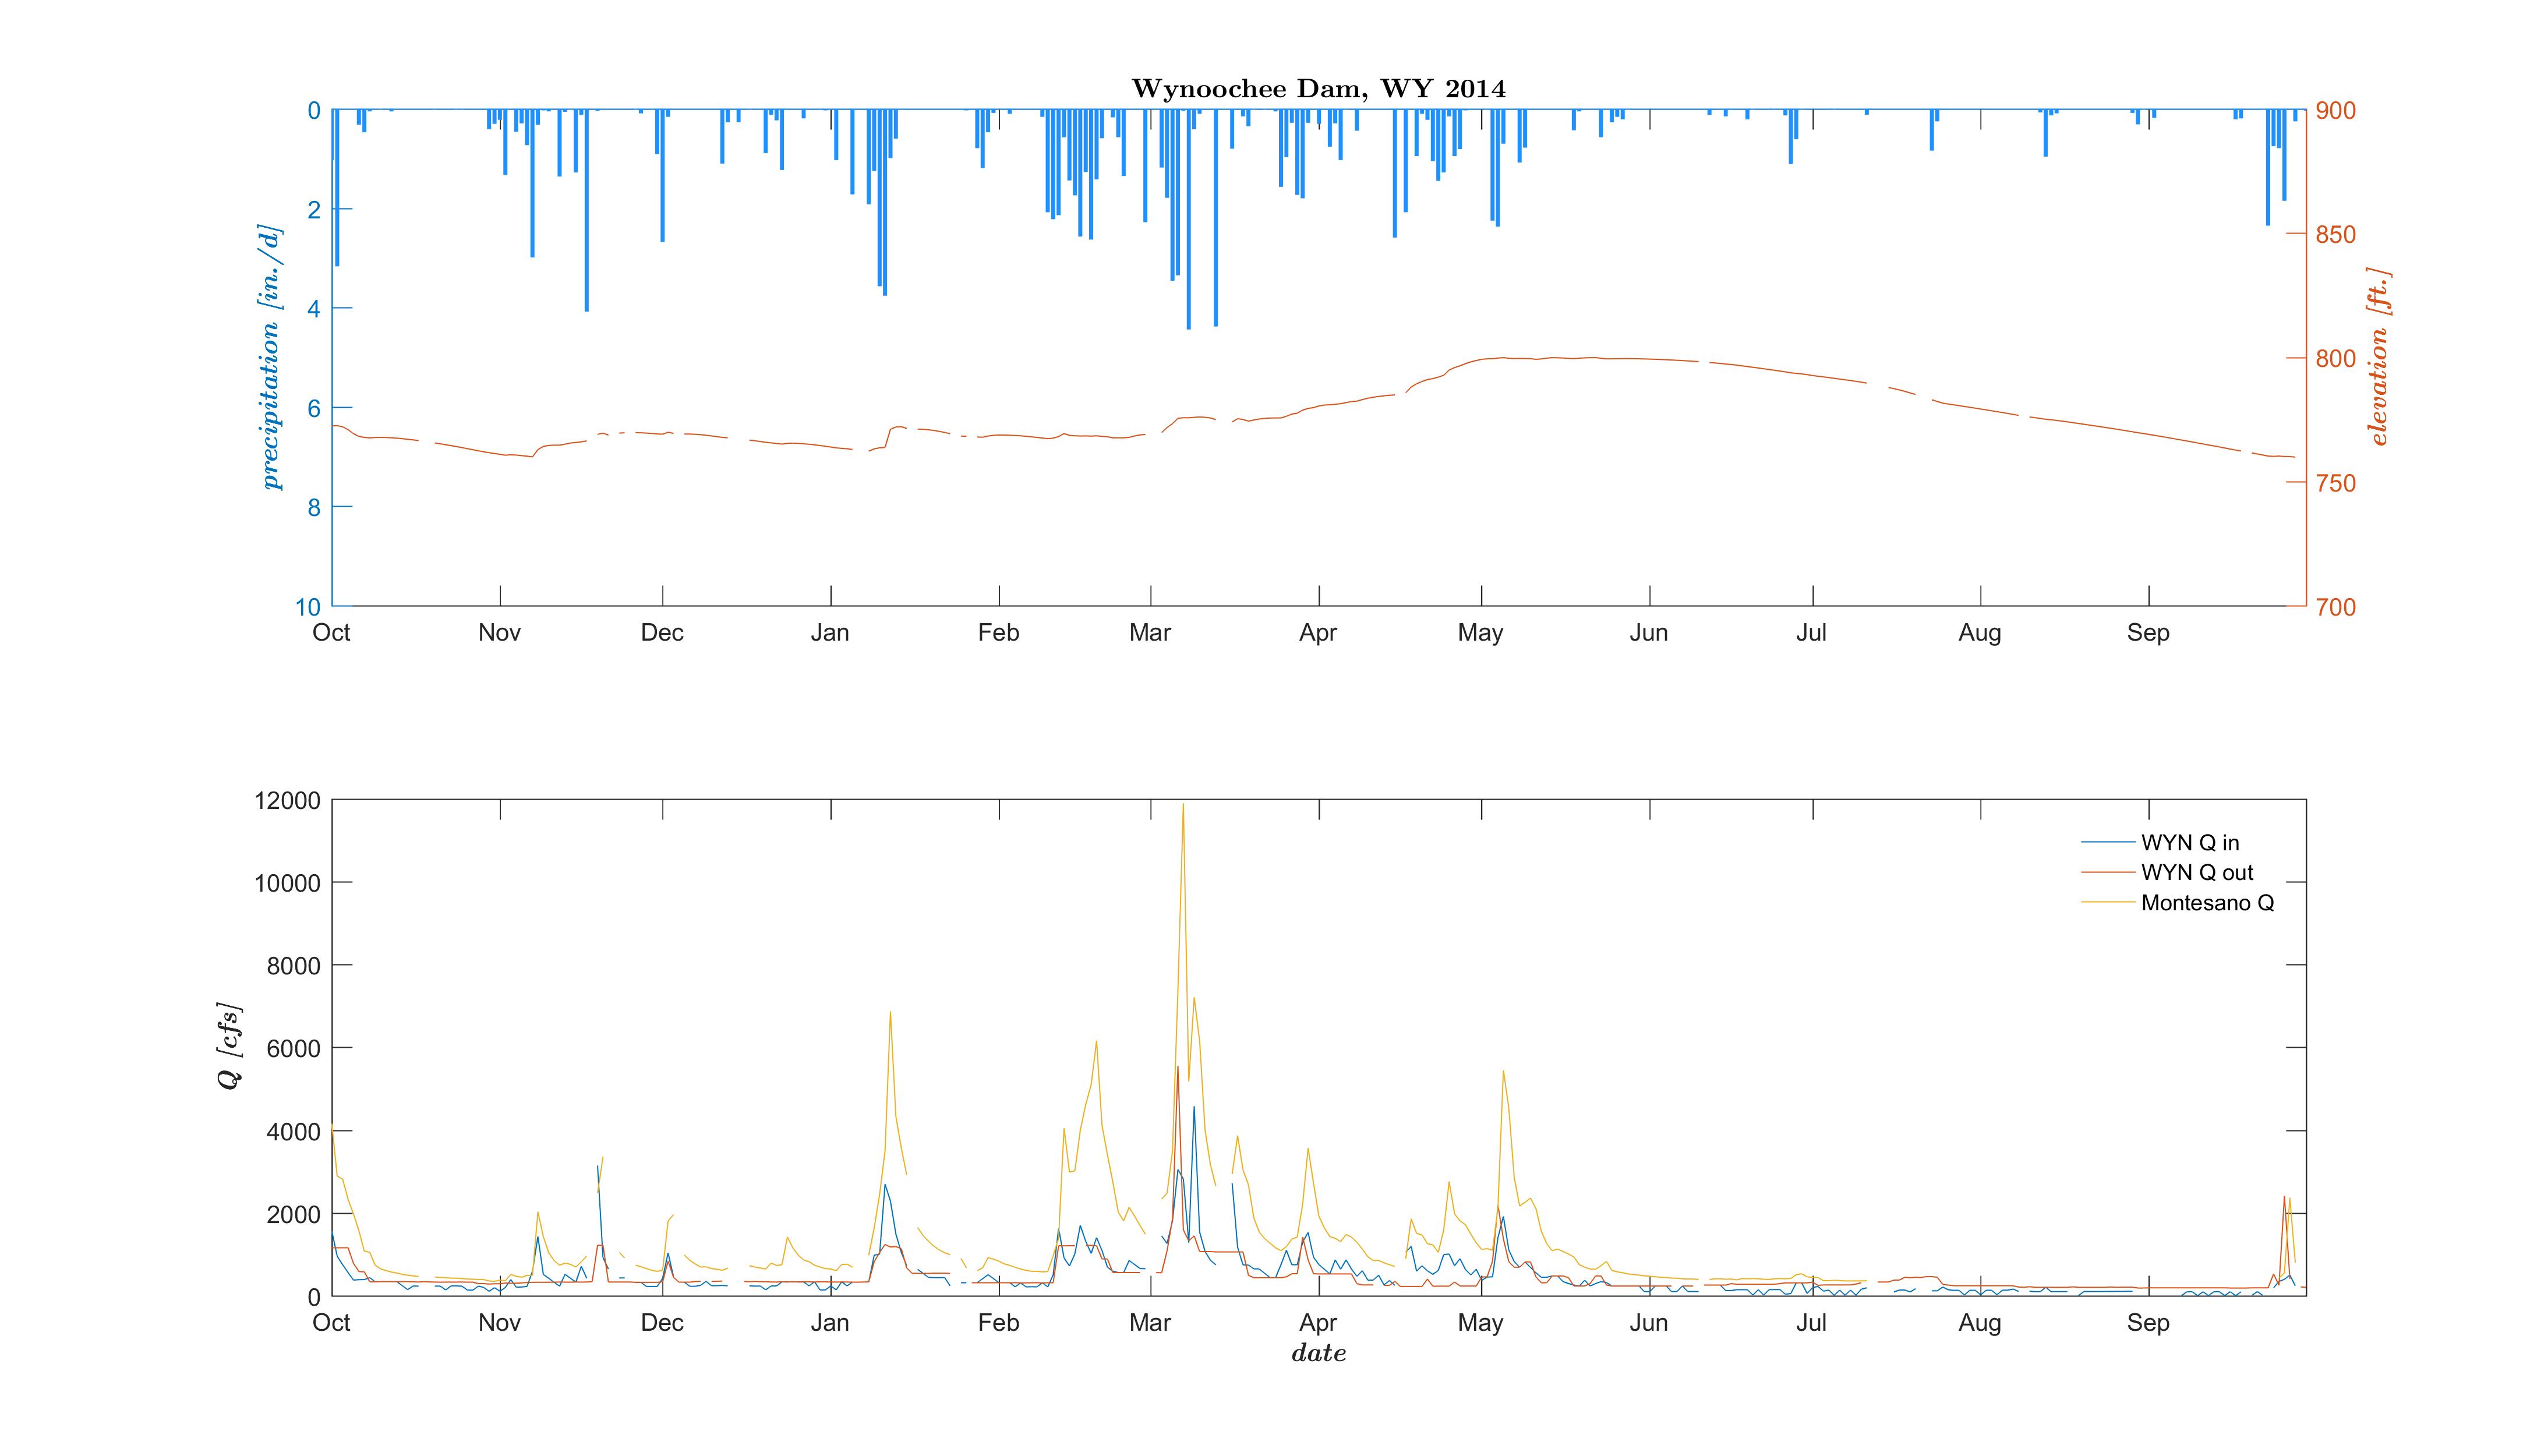 Wynoochee Dam, WY 2014
0
2
4
6
8
10
precipitation [in./d]
900
850
800
750
700
elevation [ft.]
Oct Nov Dec Jan Feb Mar Apr May Jun Jul Aug Sep
12000
10000
8000
6000
4000
2000
0
Q [cfs]
WYN Q in
WYN Q out
Montesano Q
Oct Nov Dec Jan Feb Mar Apr May Jun Jul Aug Sep
date